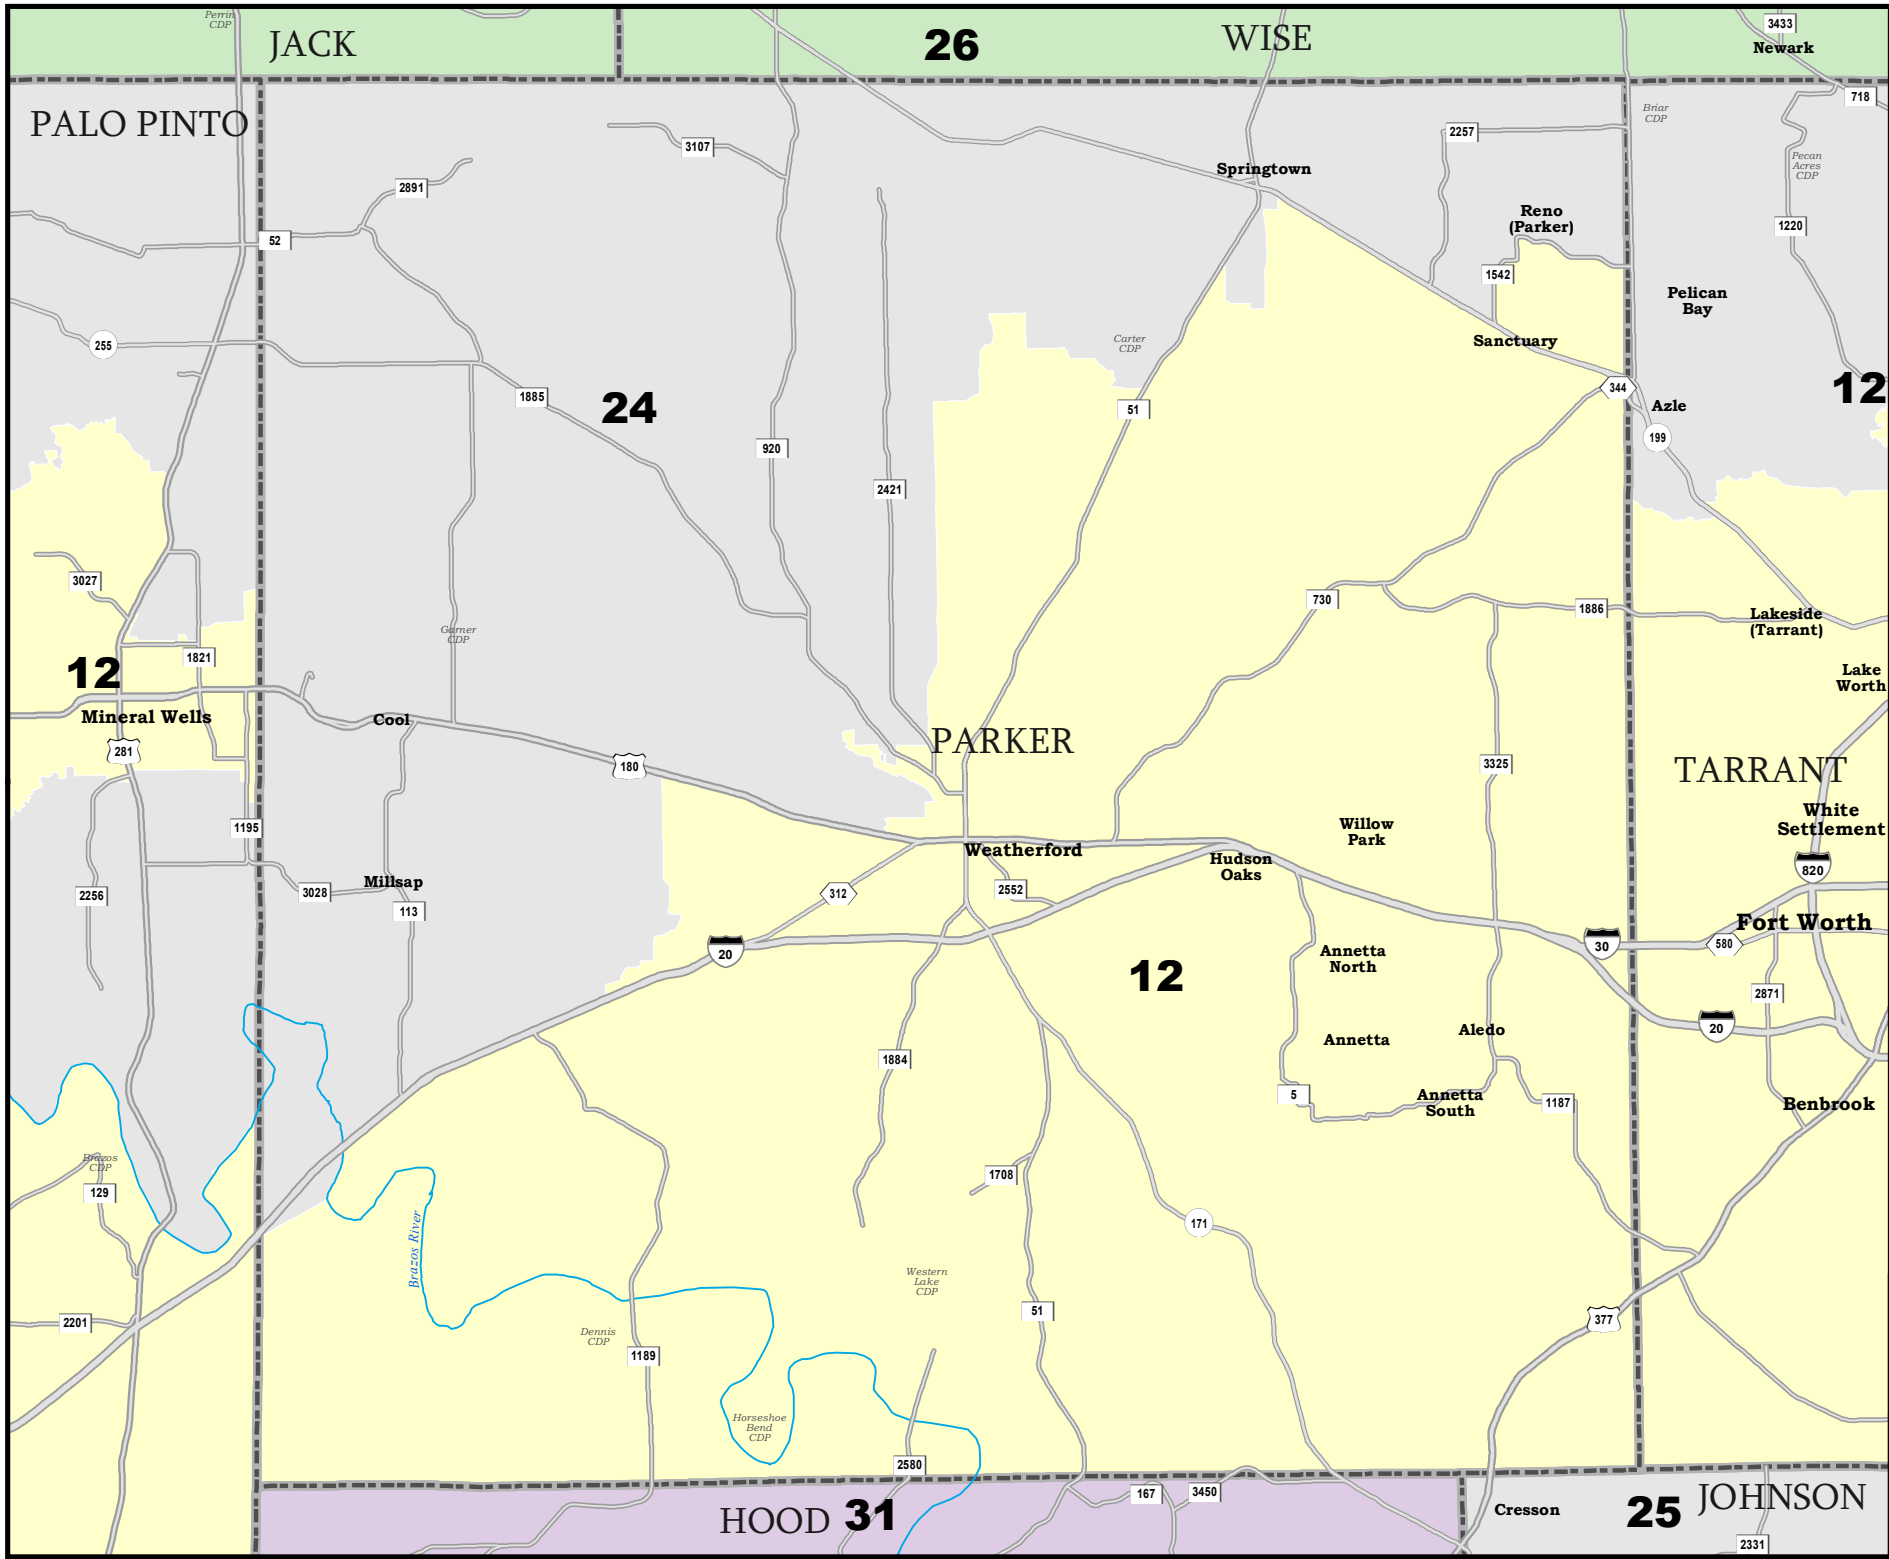 Perrin
CDP
JACK
26
WISE
3433
Newark
PALO PINTO
718
Briar
CDP
3107
2257
Springtown
Pecan
Acres
CDP
2891
Reno
(Parker)
1220
52
1542
Pelican
Bay
255
Carter
CDP
Sanctuary
344
12
1885
24
51
Azle
199
920
2421
3027
730
1886
Lakeside
(Tarrant)
Garner
CDP
12
1821
Lake
Worth
Mineral Wells
Cool
281
180
PARKER
3325
TARRANT
1195
Willow
Park
White
Settlement
Weatherford
Hudson
Oaks
820
2256
3028
Millsap
113
312
2552
Fort Worth
20
30
580
Annetta
North
12
2871
20
1884
Annetta
Aledo
5
Annetta
South
1187
Benbrook
Brazos
CDP
129
1708
171
Brazos River
Western
Lake
CDP
2201
51
377
Dennis
CDP
1189
Horseshoe
Bend
CDP
2580
167
3450
HOOD
31
Cresson
25
JOHNSON
2331